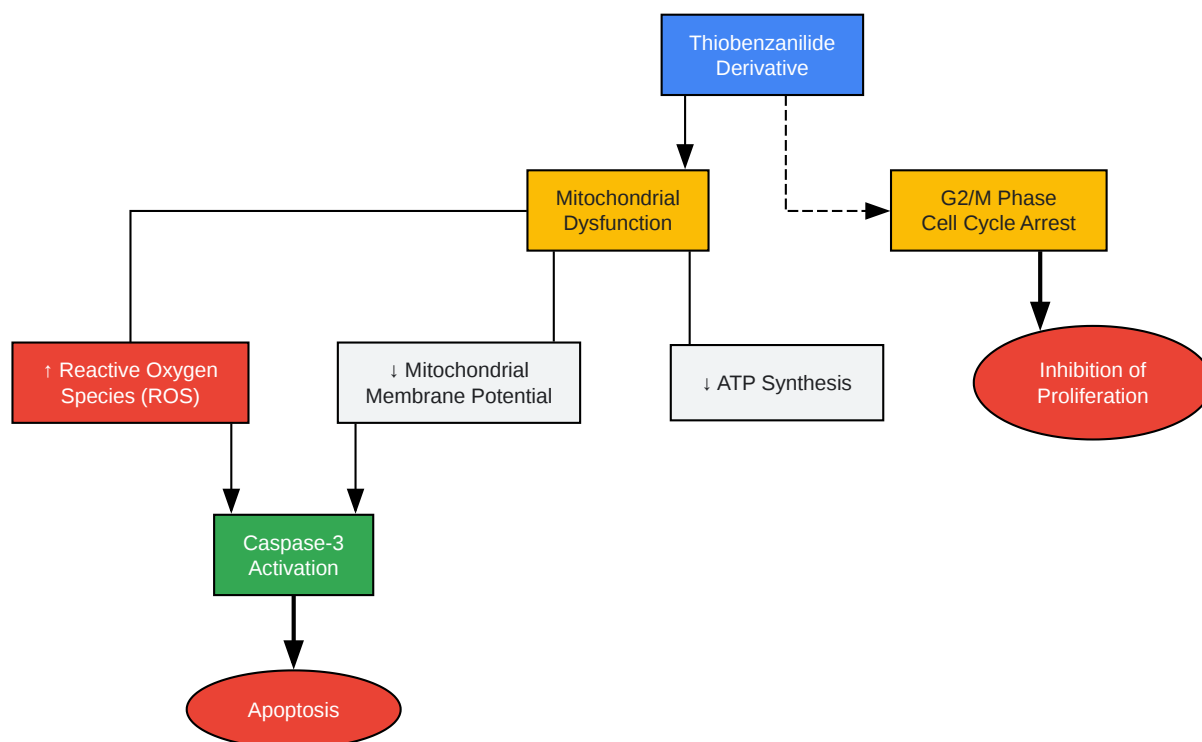 Thiobenzanilide
Derivative
Mitochondrial
Dysfunction
G2/M Phase
Cell Cycle Arrest
↑ Reactive Oxygen
Species (ROS)
↓ Mitochondrial
Membrane Potential
↓ ATP Synthesis
Inhibition of
Proliferation
Caspase-3
Activation
Apoptosis